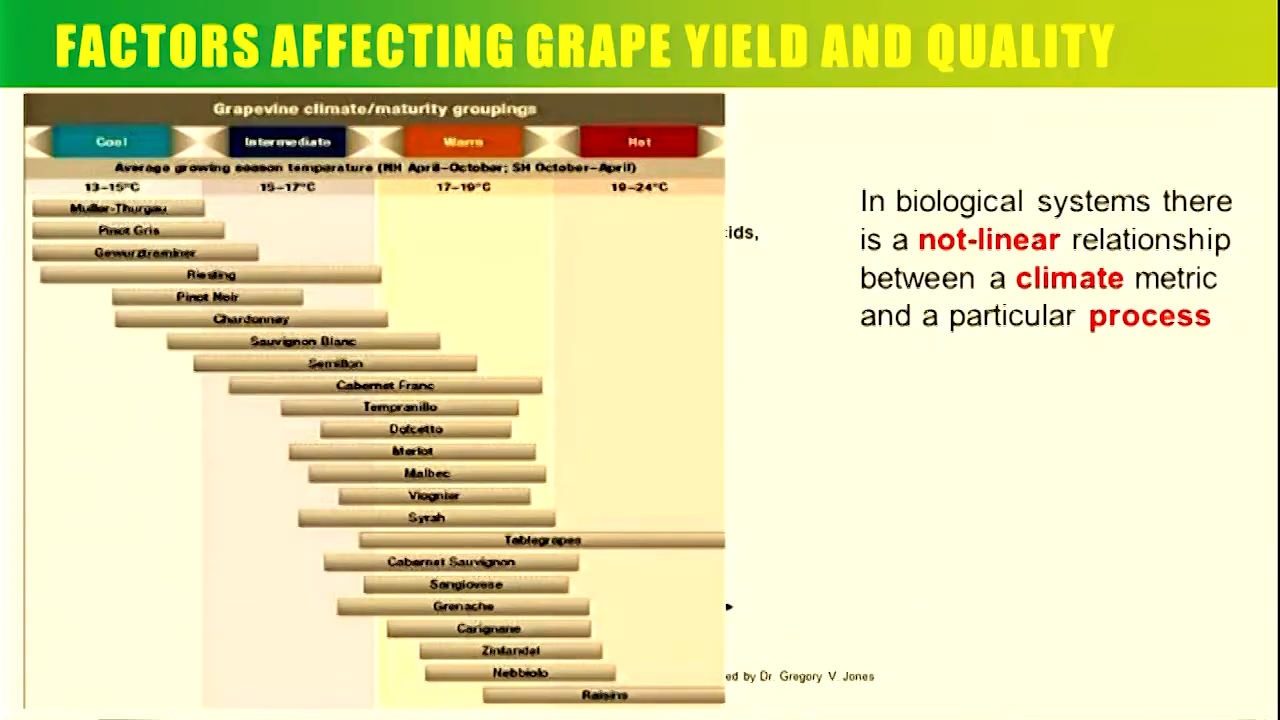 FACTORS AFFECTING GRAPE YIELD AND QUALITY
Grapevine climate/maturity groupings
Cool Intermediate Warm Hot
Average growing season temperature (NH April–October; SH October–April)
13–15°C 15–17°C 17–19°C 19–24°C
Muller-Thurgau
Pinot Gris
Gewurztraminer
Riesling
Pinot Noir
Chardonnay
Sauvignon Blanc
Semillon
Cabernet Franc
Tempranillo
Dolcetto
Merlot
Malbec
Viognier
Syrah
Tablegrapes
Cabernet Sauvignon
Sangiovese
Grenache
Carignane
Zinfandel
Nebbiolo
Raisins
ids,
ed by Dr. Gregory V. Jones
In biological systems there
is a not-linear relationship
between a climate metric
and a particular process